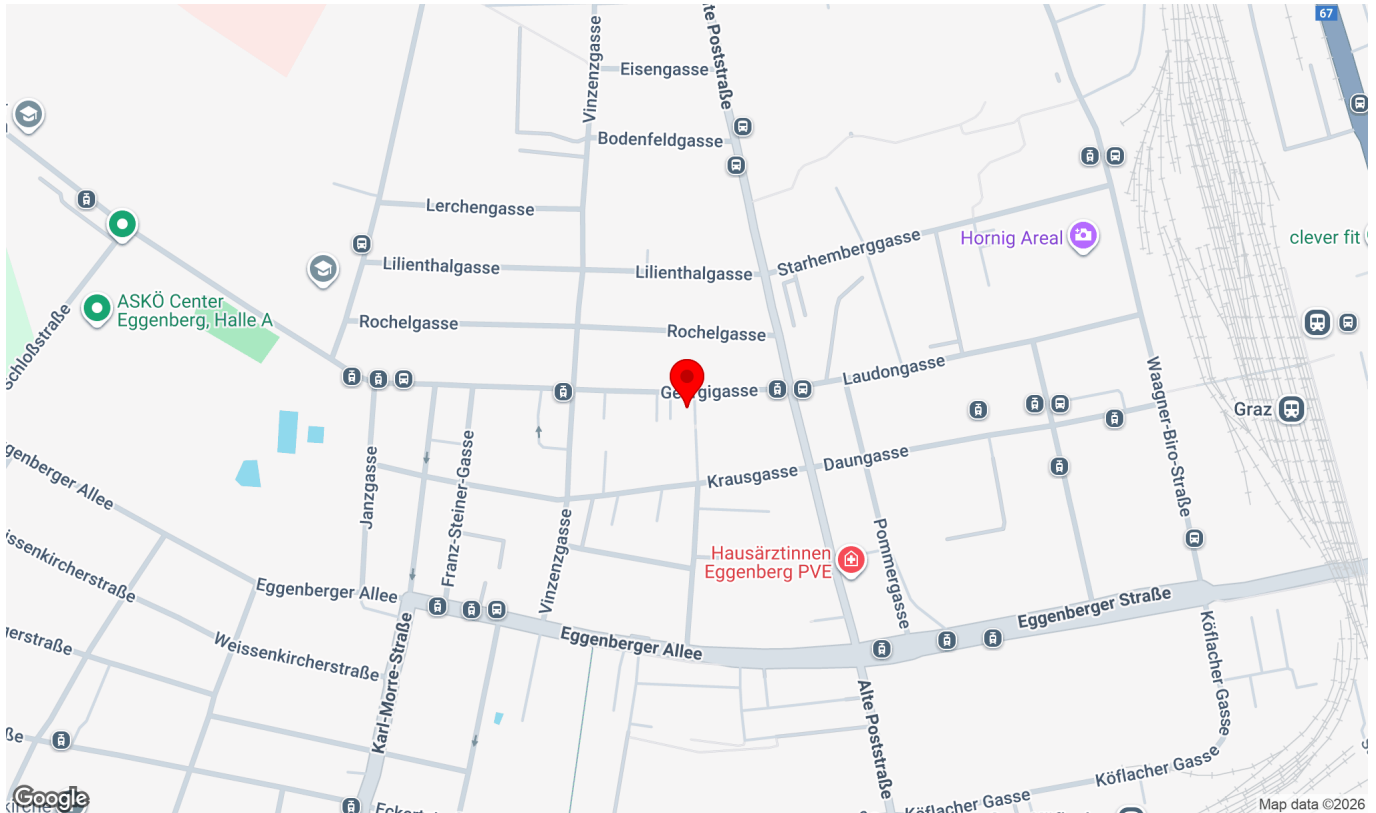 67
Alte Poststraße
Vinzenzgasse
Eisengasse
Bodenfeldgasse
Lerchengasse
Lilienthalgasse
Lilienthalgasse
Starhemberggasse
Hornig Areal
clever fit
ASKÖ Center
Eggenberg, Halle A
Schloßstraße
Rochelgasse
Rochelgasse
Laudongasse
Waagner-Biro-Straße
Graz
Eggenberger Allee
Janzgasse
Franz-Steiner-Gasse
Krausgasse
Daungasse
Vinzenzgasse
Pommergasse
Hausärztinnen
Eggenberg PVE
issenkircherstraße
Eggenberger Allee
Eggenberger Straße
Eggenberger Allee
Weissenkircherstraße
gerstraße
Karl-Morre-Straße
Alte Poststraße
Köflacher Gasse
Köflacher Gasse
Köflacher Gasse
ße
Google
Map data ©2026